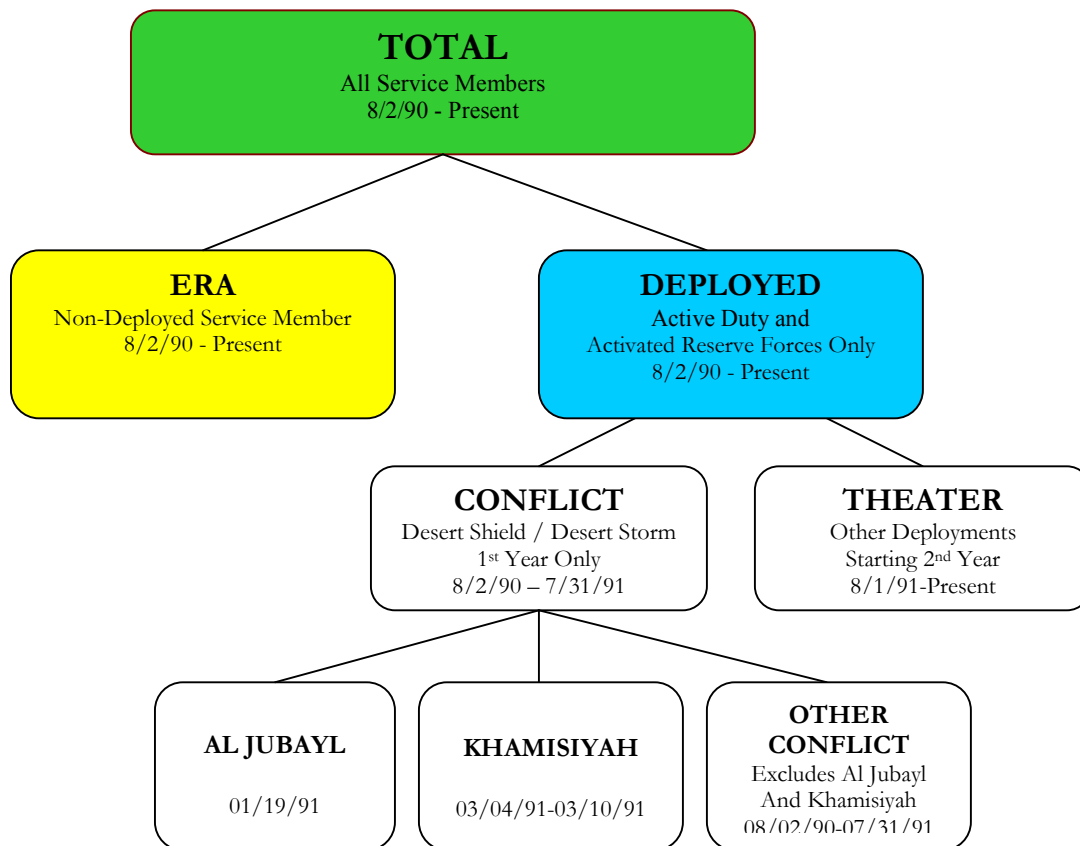 TOTAL
All Service Members
8/2/90 - Present
ERA
Non-Deployed Service Member
8/2/90 - Present
DEPLOYED
Active Duty and
Activated Reserve Forces Only
8/2/90 - Present
CONFLICT
Desert Shield / Desert Storm
1st Year Only
8/2/90 – 7/31/91
THEATER
Other Deployments
Starting 2nd Year
8/1/91-Present
AL JUBAYL
01/19/91
KHAMISIYAH
03/04/91-03/10/91
OTHER
CONFLICT
Excludes Al Jubayl
And Khamisiyah
08/02/90-07/31/91